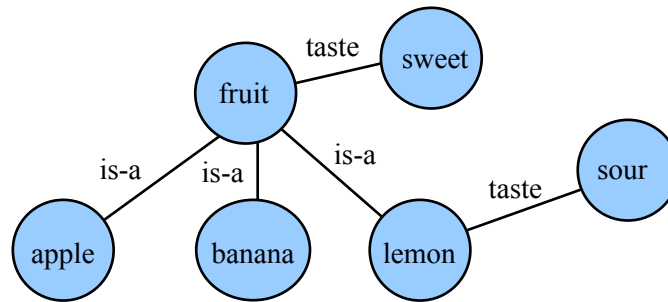 taste
sweet
fruit
is-a
is-a
is-a
sour
taste
apple
banana
lemon